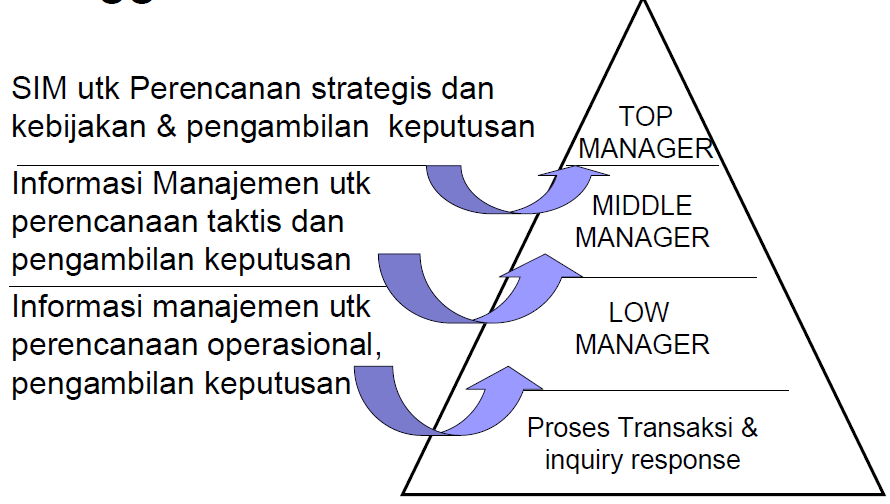 SIM utk Perencanan strategis dan
kebijakan & pengambilan keputusan
Informasi Manajemen utk
perencanaan taktis dan
pengambilan keputusan
Informasi manajemen utk
perencanaan operasional,
pengambilan keputusan
TOP
MANAGER
MIDDLE
MANAGER
LOW
MANAGER
Proses Transaksi &
inquiry response